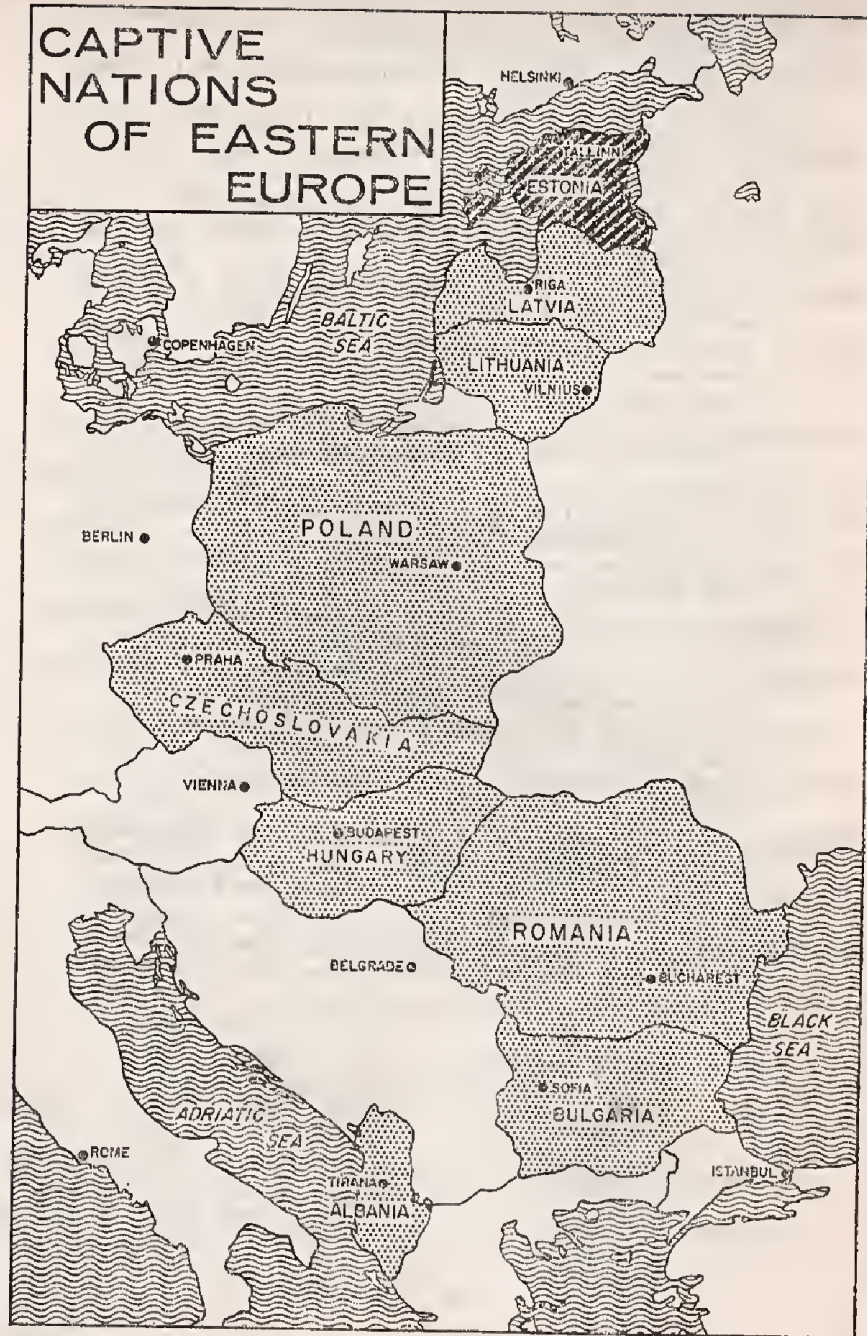 CAPTIVE
NATIONS
OF EASTERN
EUROPE
HELSINKI
TALLINN
ESTONIA
RIGA
LATVIA
BALTIC
SEA
COPENHAGEN
LITHUANIA
VILNIUS
POLAND
BERLIN
WARSAW
PRAHA
CZECHOSLOVAKIA
VIENNA
BUDAPEST
HUNGARY
ROMANIA
BELGRADE
BUCHAREST
BLACK
SEA
SOFIA
BULGARIA
ADRIATIC
SEA
ROME
ISTANBUL
TIRANA
ALBANIA